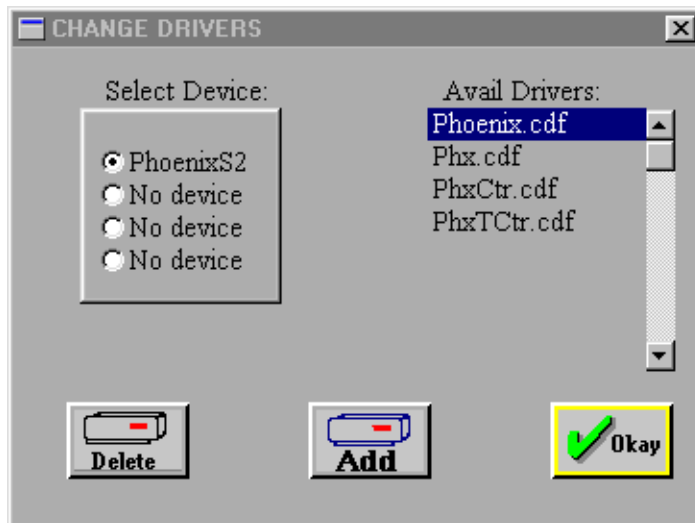 CHANGE DRIVERS
Select Device:
PhoenixS2
No device
No device
No device
Avail Drivers:
Phoenix.cdf
Phx.cdf
PhxCtr.cdf
PhxTCtr.cdf
Delete
Add
Okay